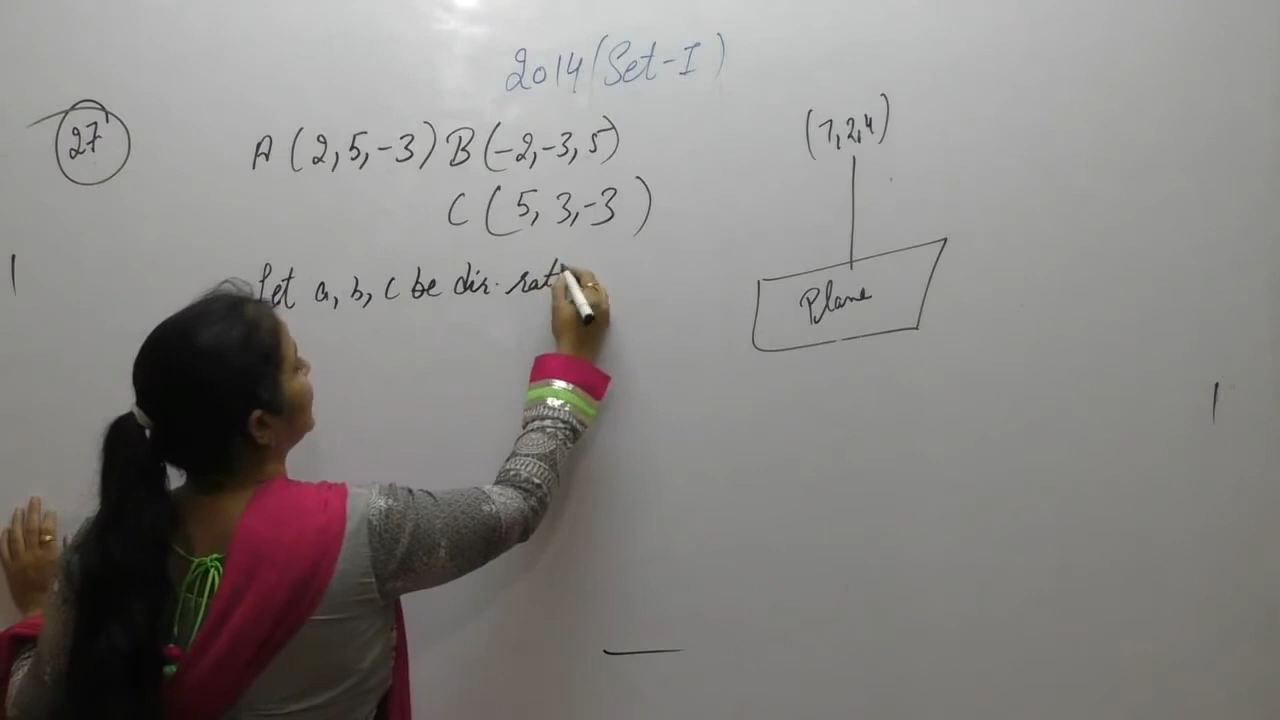 2014 (Set-I)
27
A (2, 5, -3) B (-2, -3, 5)
C (5, 3, -3)
(7, 2, 4)
Let a, b, c be dir. rat
Plane